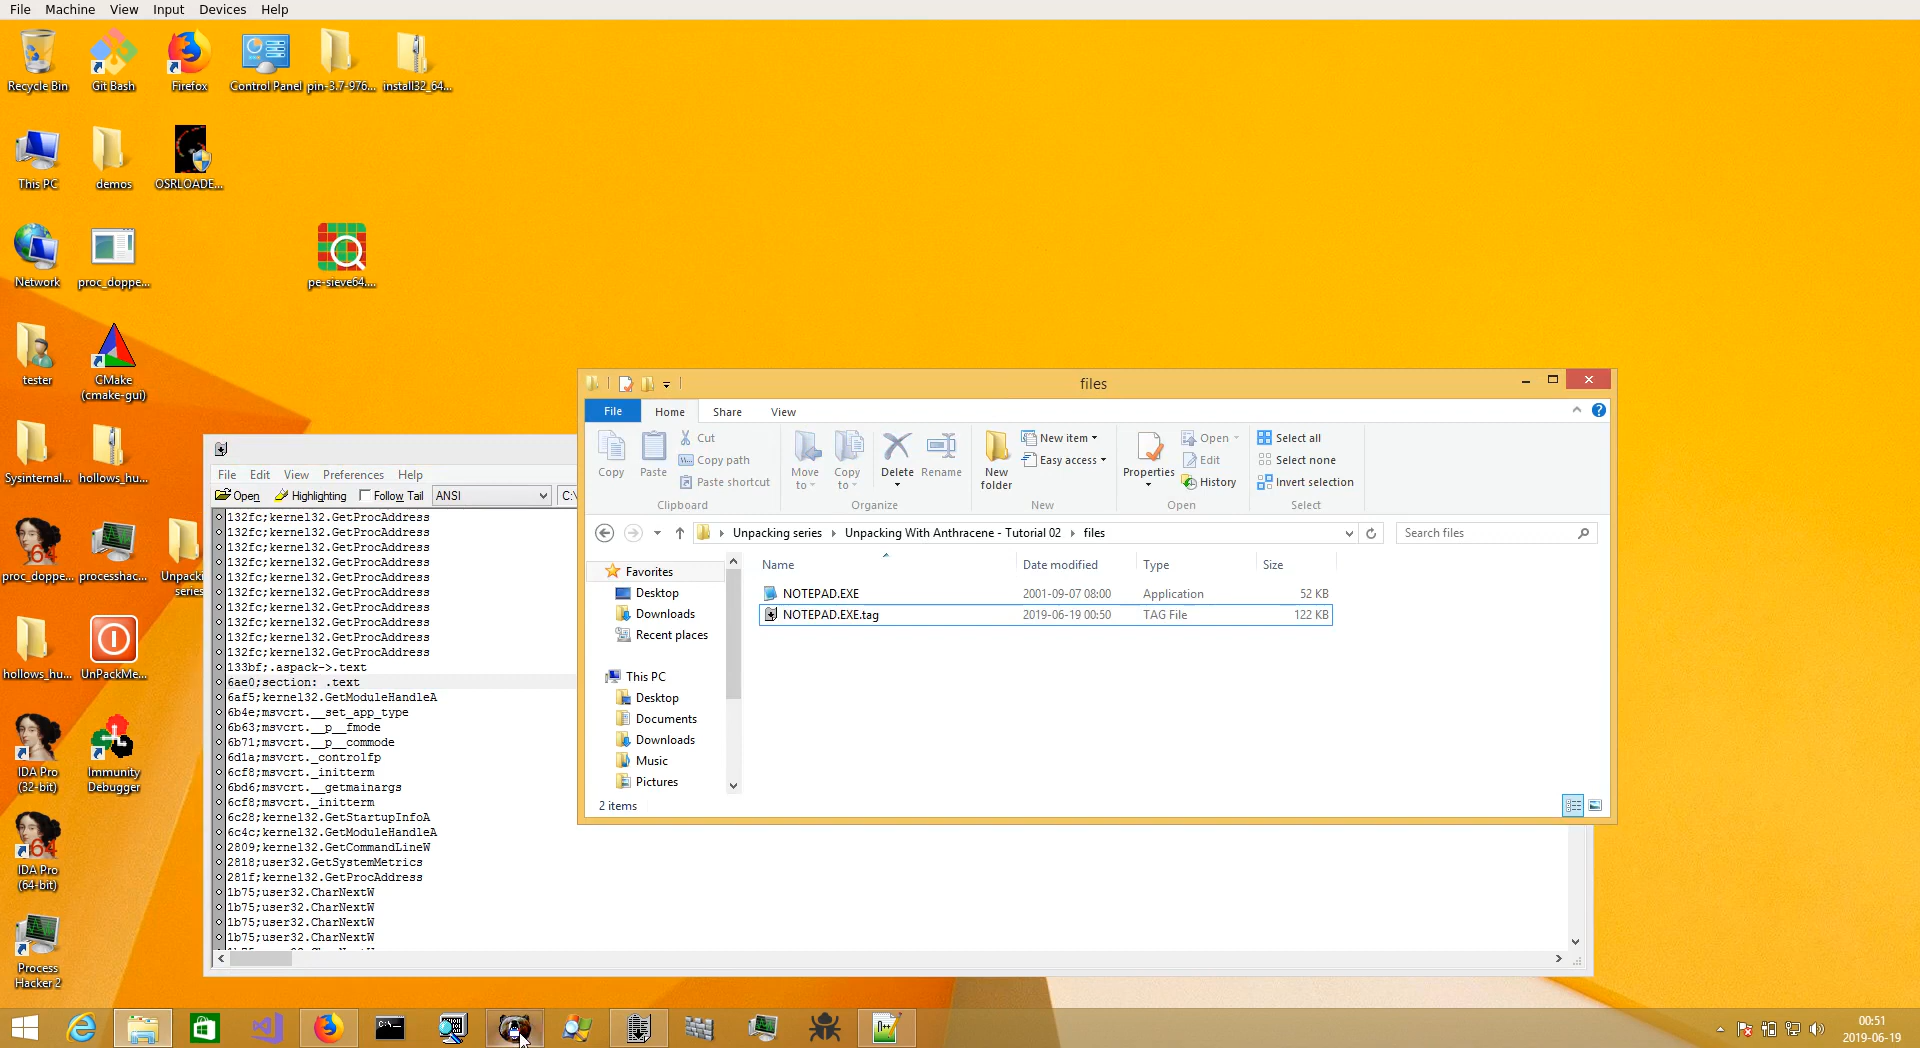 File Machine View Input Devices Help
Recycle Bin
Git Bash
Firefox
Control Panel
pin-3.7-976...
install32_64...
This PC
demos
OSRLOADE...
Network
proc_doppe...
pe-sieve64....
tester
CMake
(cmake-gui)
Sysinternal...
hollows_hu...
64
proc_doppe...
processhac...
Unpacki
series
hollows_hu...
UnPackMe...
IDA Pro
(32-bit)
Immunity
Debugger
64
IDA Pro
(64-bit)
Process
Hacker 2
File Edit View Preferences Help
Open Highlighting Follow Tail ANSI C:\
132fc;kernel32.GetProcAddress
132fc;kernel32.GetProcAddress
132fc;kernel32.GetProcAddress
132fc;kernel32.GetProcAddress
132fc;kernel32.GetProcAddress
132fc;kernel32.GetProcAddress
132fc;kernel32.GetProcAddress
132fc;kernel32.GetProcAddress
132fc;kernel32.GetProcAddress
132fc;kernel32.GetProcAddress
133bf;.aspack->.text
6ae0;section: .text
6af5;kernel32.GetModuleHandleA
6b4e;msvcrt.__set_app_type
6b63;msvcrt.__p__fmode
6b71;msvcrt.__p__commode
6d1a;msvcrt._controlfp
6cf8;msvcrt._initterm
6bd6;msvcrt.__getmainargs
6cf8;msvcrt._initterm
6c28;kernel32.GetStartupInfoA
6c4c;kernel32.GetModuleHandleA
2809;kernel32.GetCommandLineW
2818;user32.GetSystemMetrics
281f;kernel32.GetProcAddress
1b75;user32.CharNextW
1b75;user32.CharNextW
1b75;user32.CharNextW
1b75;user32.CharNextW
files
File Home Share View
Copy
Paste
Cut
Copy path
Paste shortcut
Clipboard
Move
to
Copy
to
Delete
Rename
Organize
New
folder
New item
Easy access
New
Properties
Open
Edit
History
Open
Select all
Select none
Invert selection
Select
Unpacking series Unpacking With Anthracene - Tutorial 02 files
Search files
Name Date modified Type Size
NOTEPAD.EXE 2001-09-07 08:00 Application 52 KB
NOTEPAD.EXE.tag 2019-06-19 00:50 TAG File 122 KB
Favorites
Desktop
Downloads
Recent places
This PC
Desktop
Documents
Downloads
Music
Pictures
2 items
00:51
2019-06-19